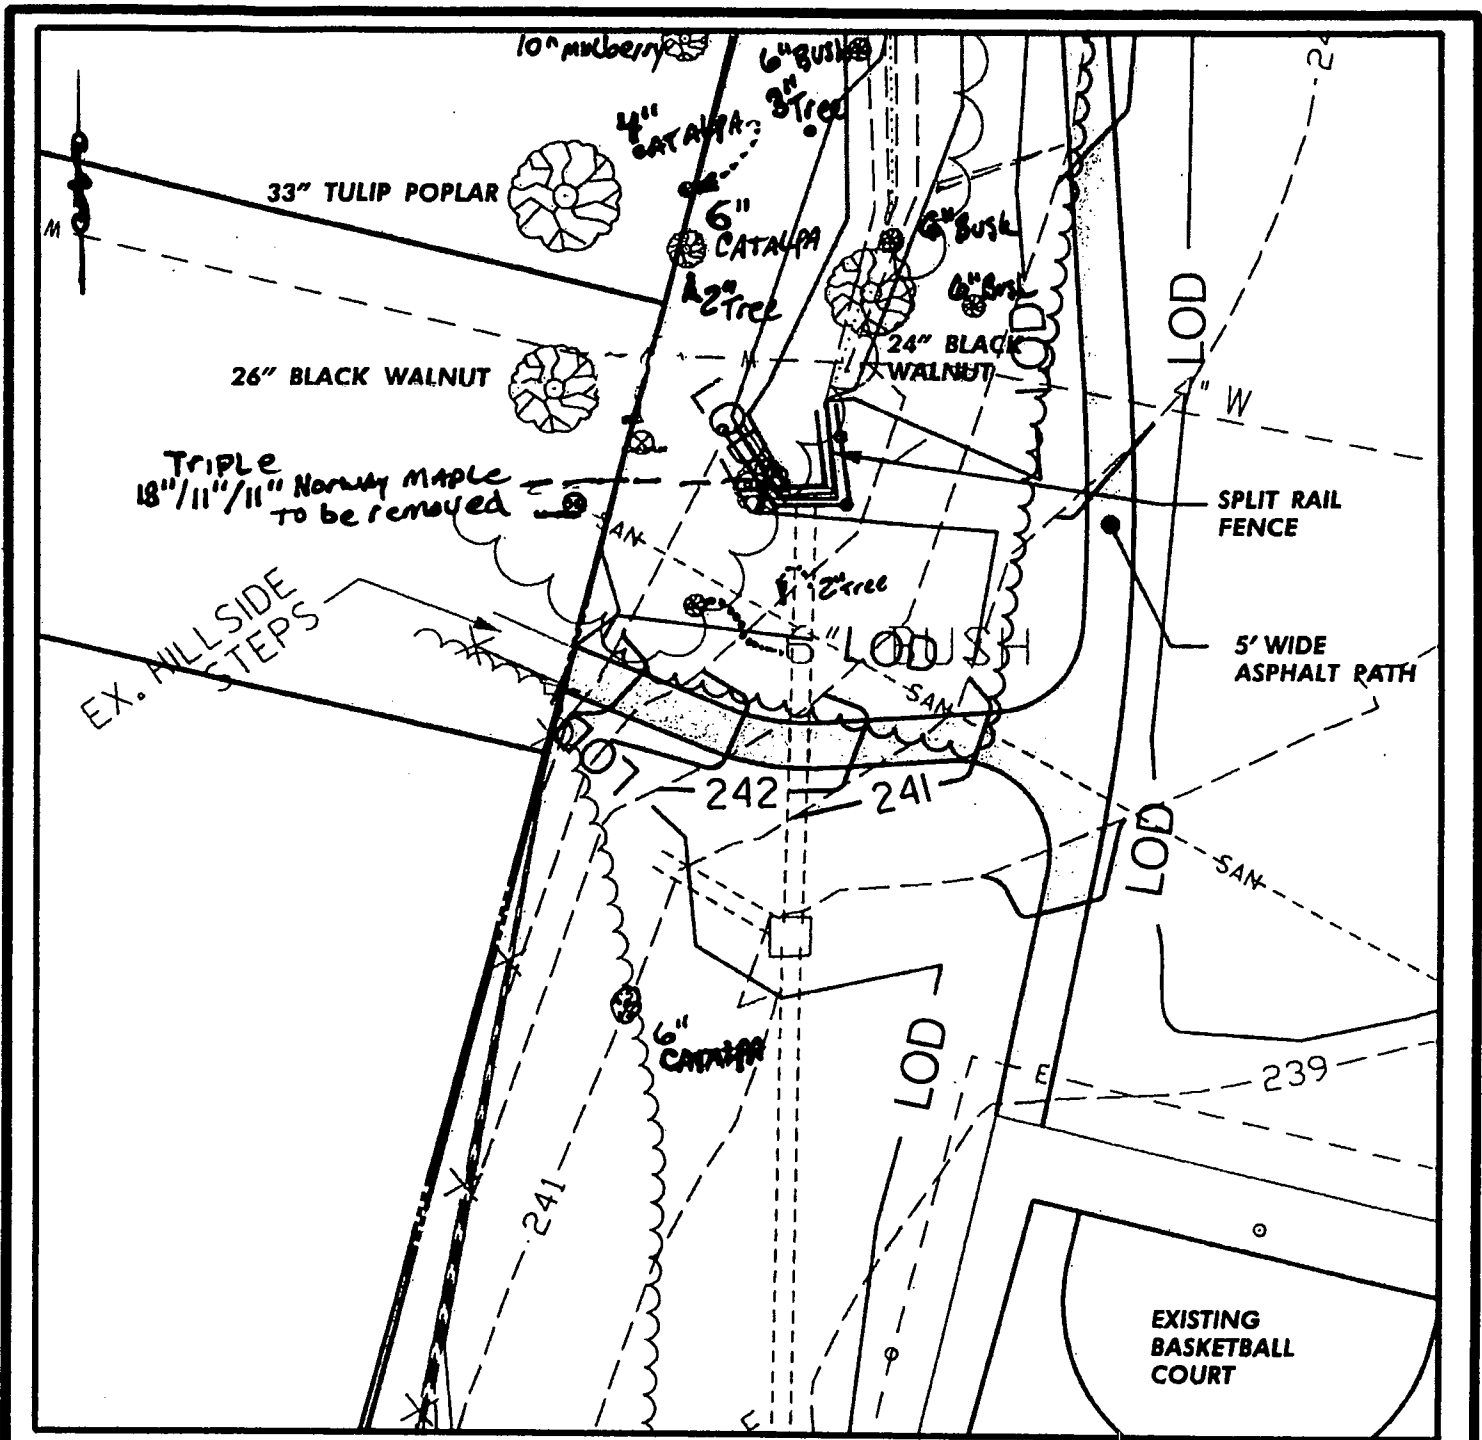 10" mulberry
6" BUSH
3" Tree
4"
CATALPA
33" TULIP POPLAR
M
6"
CATALPA
6" BUSH
2" Tree
6" Bush
LOD
LOD
24" BLACK
WALNUT
M
26" BLACK WALNUT
" W
TRIPLE
18"/11"/11" Norway MAPLE
To be removed
SPLIT RAIL
FENCE
SAN
2" Tree
EX. HILLSIDE
STEPS
6" BUSH
LOD
5' WIDE
ASPHALT PATH
SAN
LOD
242
241
LOD
SAN
6"
CATALPA
LOD
E
239
241
EXISTING
BASKETBALL
COURT
E